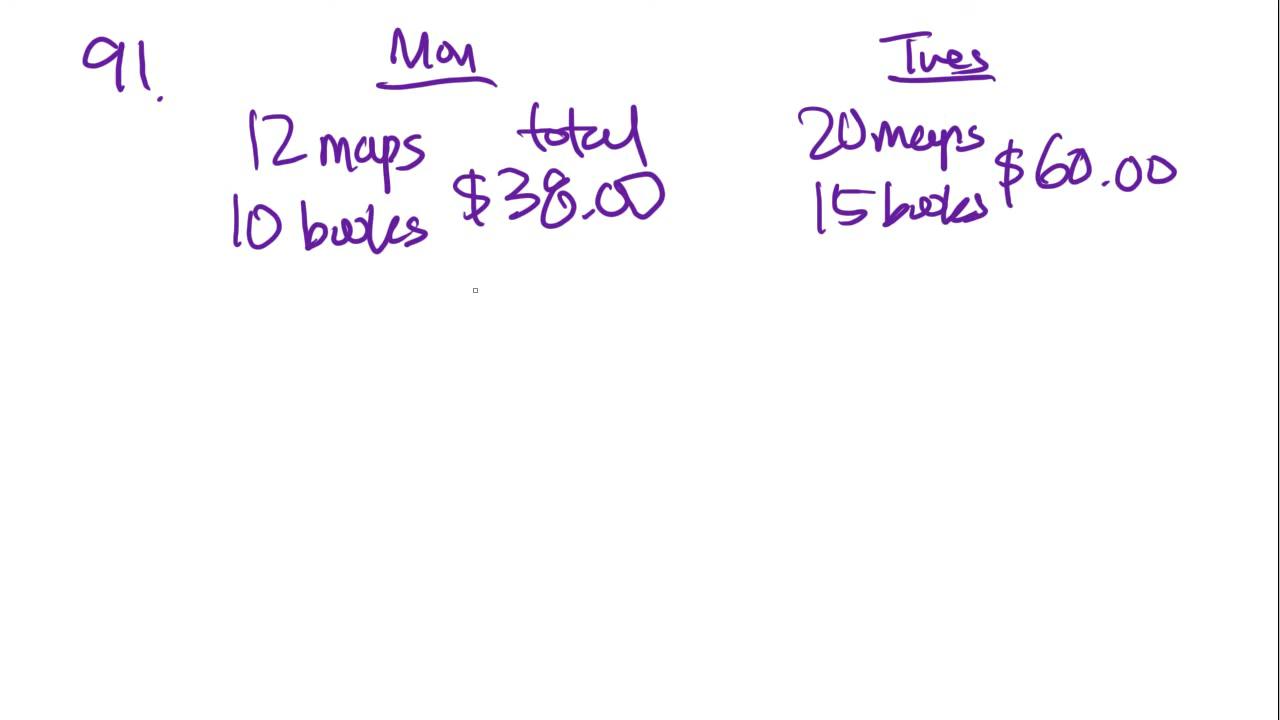 91.
Mon
12 maps
10 books
total
$38.00
Tues
20 maps
15 books
$60.00